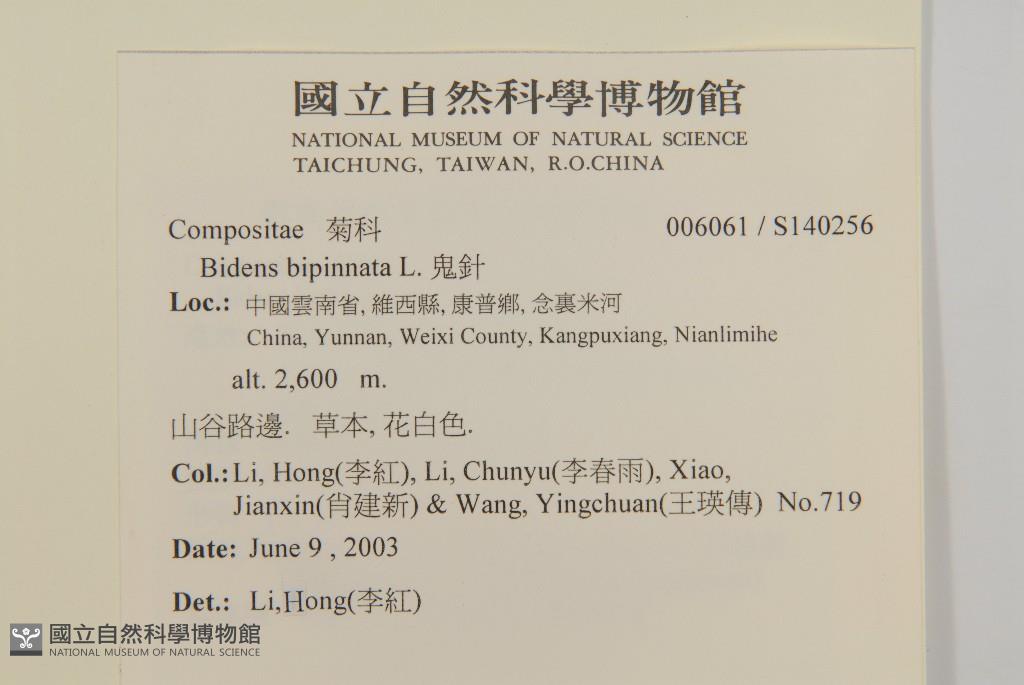 國立自然科學博物館
NATIONAL MUSEUM OF NATURAL SCIENCE
TAICHUNG, TAIWAN, R.O.CHINA
Compositae 菊科 006061 / S140256
Bidens bipinnata L. 鬼針
Loc.: 中國雲南省, 維西縣, 康普鄉, 念裏米河
China, Yunnan, Weixi County, Kangpuxiang, Nianlimihe
alt. 2,600 m.
山谷路邊. 草本, 花白色.
Col.: Li, Hong(李紅), Li, Chunyu(李春雨), Xiao,
Jianxin(肖建新) & Wang, Yingchuan(王瑛傳) No.719
Date: June 9 , 2003
Det.: Li,Hong(李紅)
國立自然科學博物館
NATIONAL MUSEUM OF NATURAL SCIENCE